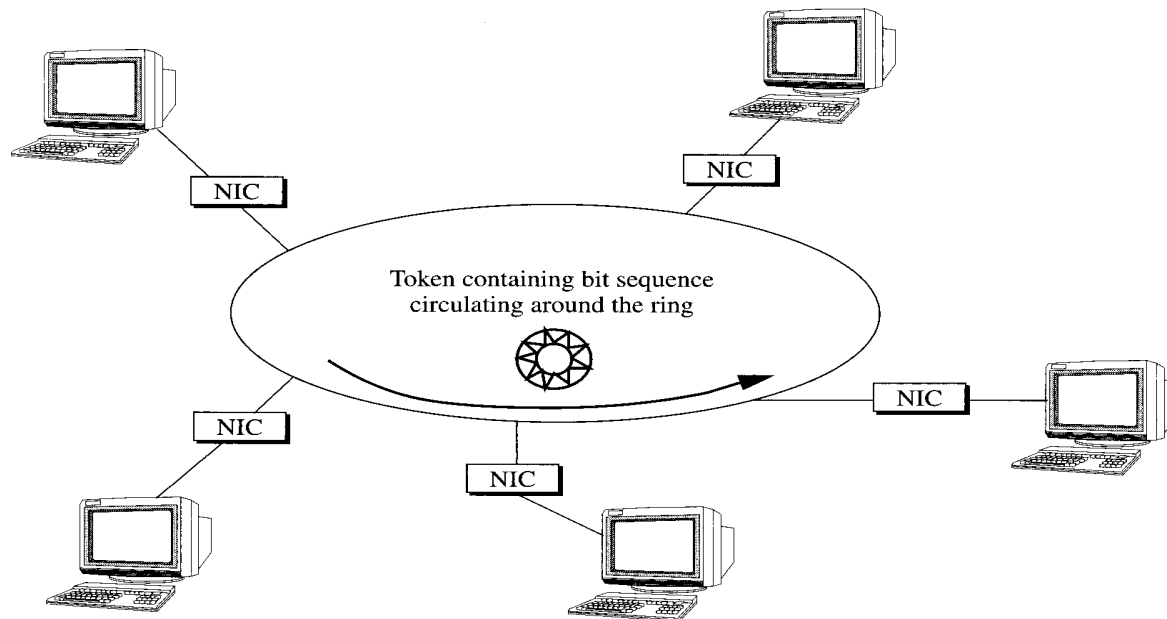 NIC
NIC
Token containing bit sequence
circulating around the ring
NIC
NIC
NIC